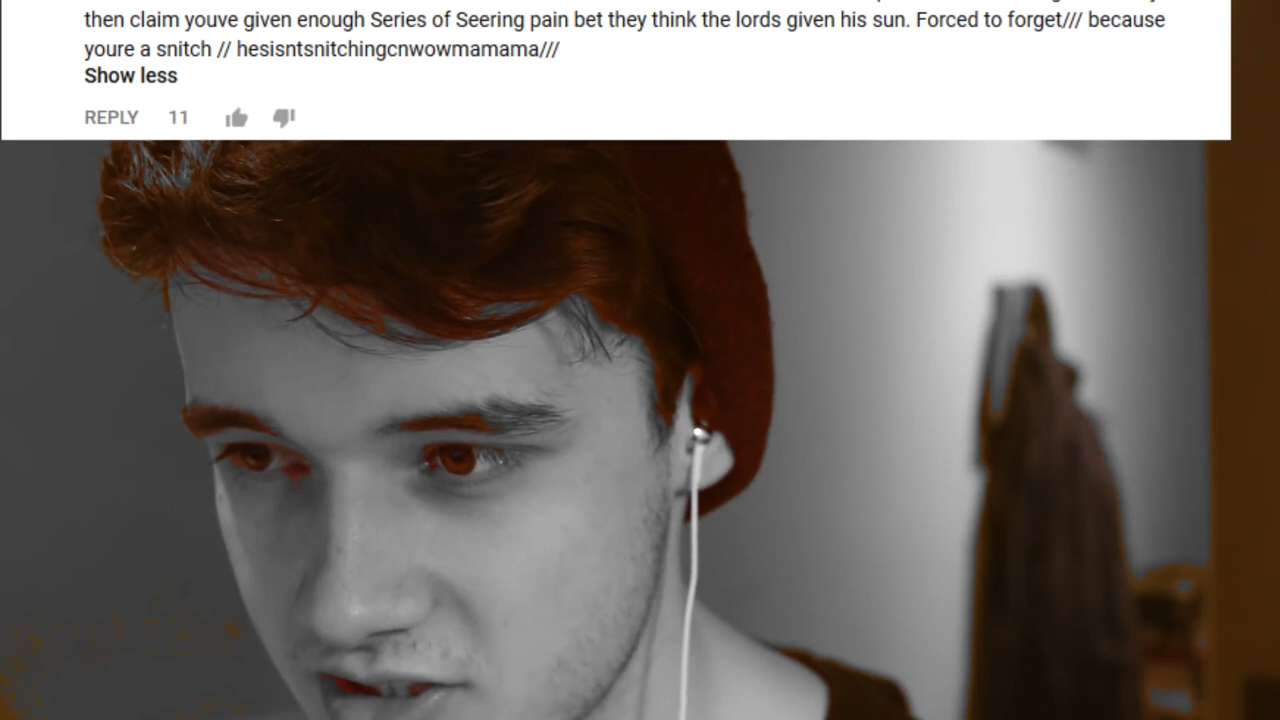 then claim youve given enough Series of Seering pain bet they think the lords given his sun. Forced to forget/// because
youre a snitch // hesisntsnitchingcnwowmamama///
Show less
REPLY 11